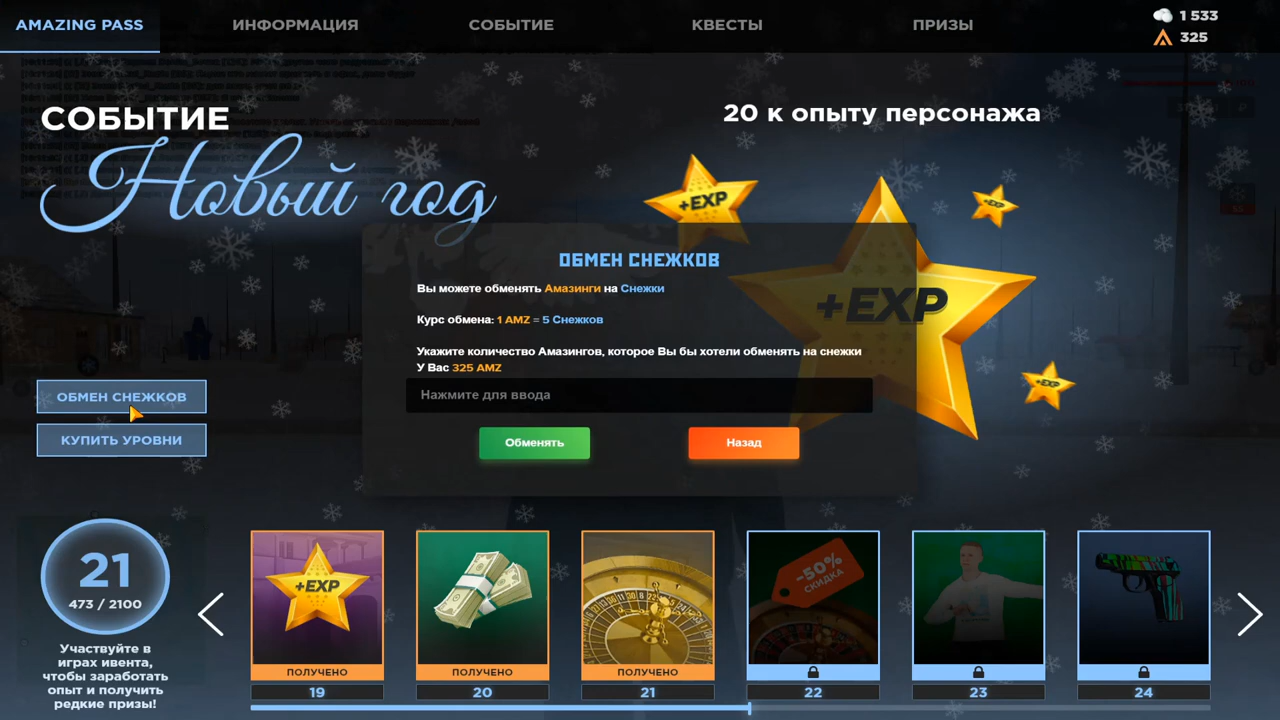 AMAZING PASS
ИНФОРМАЦИЯ
СОБЫТИЕ
КВЕСТЫ
ПРИЗЫ
1 533
325
СОБЫТИЕ
Новый год
20 к опыту персонажа
+EXP
+EXP
+EXP
+EXP
ОБМЕН СНЕЖКОВ
Вы можете обменять Амазинги на Снежки
Курс обмена: 1 AMZ = 5 Снежков
Укажите количество Амазингов, которое Вы бы хотели обменять на снежки
У Вас 325 AMZ
Нажмите для ввода
Обменять
Назад
ОБМЕН СНЕЖКОВ
КУПИТЬ УРОВНИ
21
473 / 2100
Участвуйте в
играх ивента,
чтобы заработать
опыт и получить
редкие призы!
+EXP
-50%
СКИДКА
ПОЛУЧЕНО
ПОЛУЧЕНО
ПОЛУЧЕНО
19
20
21
22
23
24